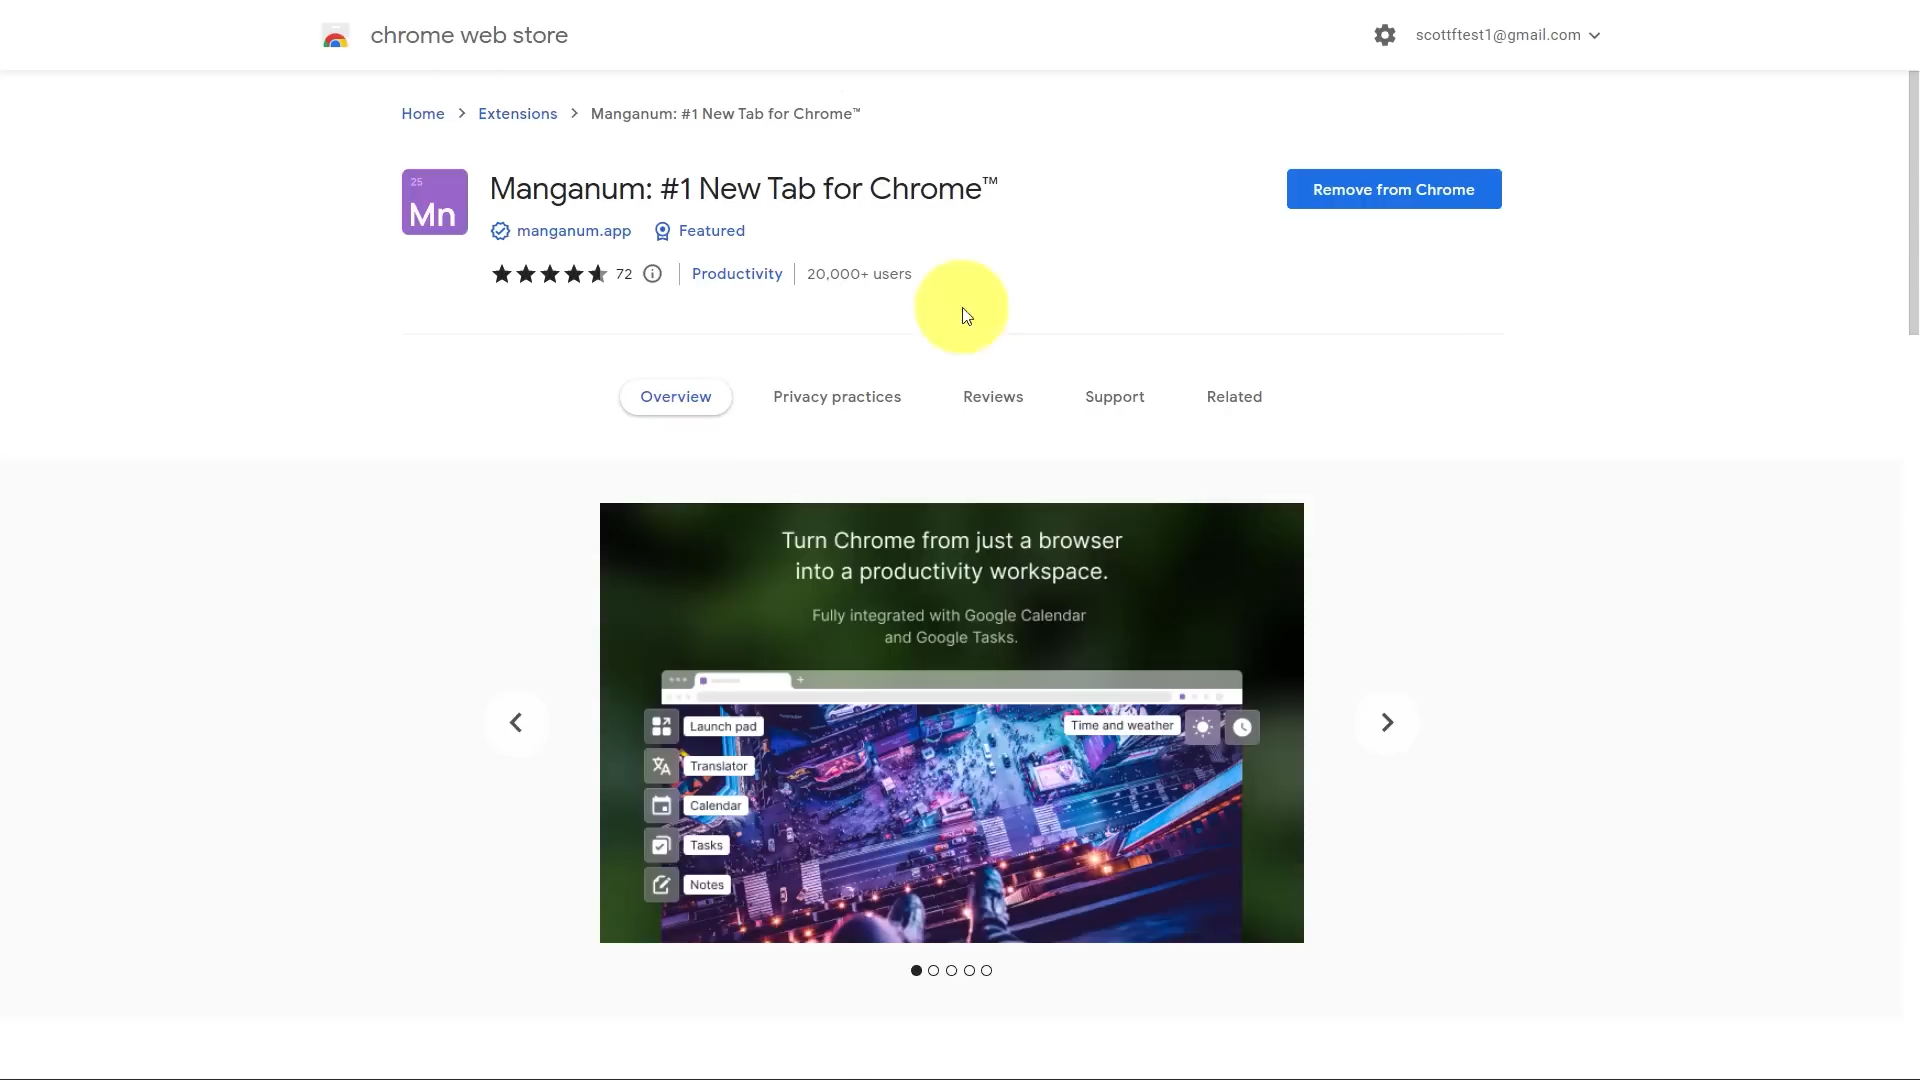 chrome web store
scottftest1@gmail.com
Home > Extensions > Manganum: #1 New Tab for Chrome™
25
Mn
Manganum: #1 New Tab for Chrome™
Remove from Chrome
manganum.app
Featured
72
Productivity
20,000+ users
Overview
Privacy practices
Reviews
Support
Related
Turn Chrome from just a browser
into a productivity workspace.
Fully integrated with Google Calendar
and Google Tasks.
Launch pad
Time and weather
Translator
Calendar
Tasks
Notes